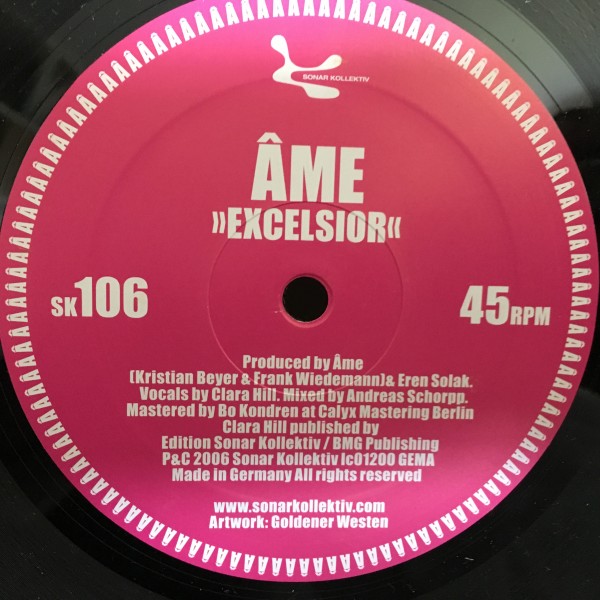 SONAR KOLLEKTIV
ÂME
»EXCELSIOR«
SK106
45RPM
Produced by Âme
(Kristian Beyer & Frank Wiedemann)& Eren Solak.
Vocals by Clara Hill. Mixed by Andreas Schorpp.
Mastered by Bo Kondren at Calyx Mastering Berlin
Clara Hill published by
Edition Sonar Kollektiv / BMG Publishing
P&C 2006 Sonar Kollektiv lc01200 GEMA
Made in Germany All rights reserved
www.sonarkollektiv.com
Artwork: Goldener Westen